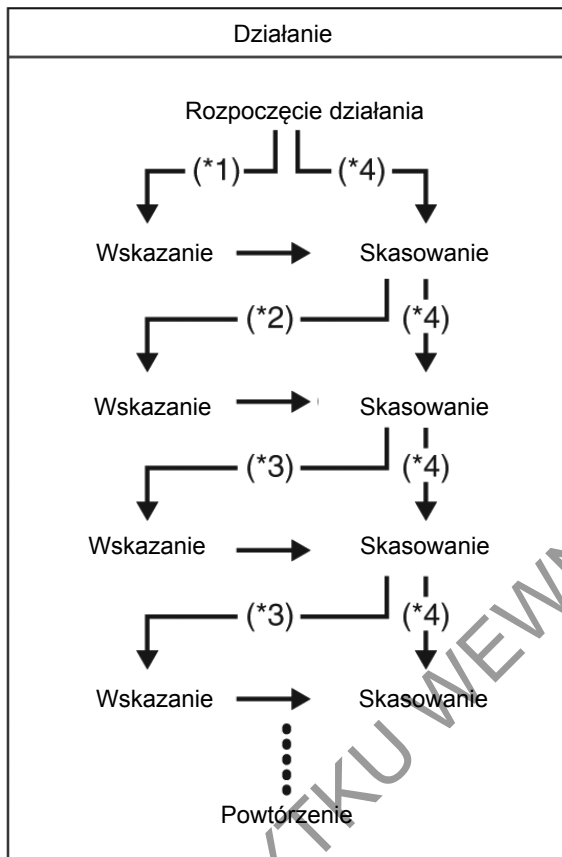 Działanie
Rozpoczęcie działania
(*1) (*4)
Wskazanie Skasowanie
(*2) (*4)
Wskazanie Skasowanie
(*3) (*4)
Wskazanie Skasowanie
(*3) (*4)
Wskazanie Skasowanie
Powtórzenie